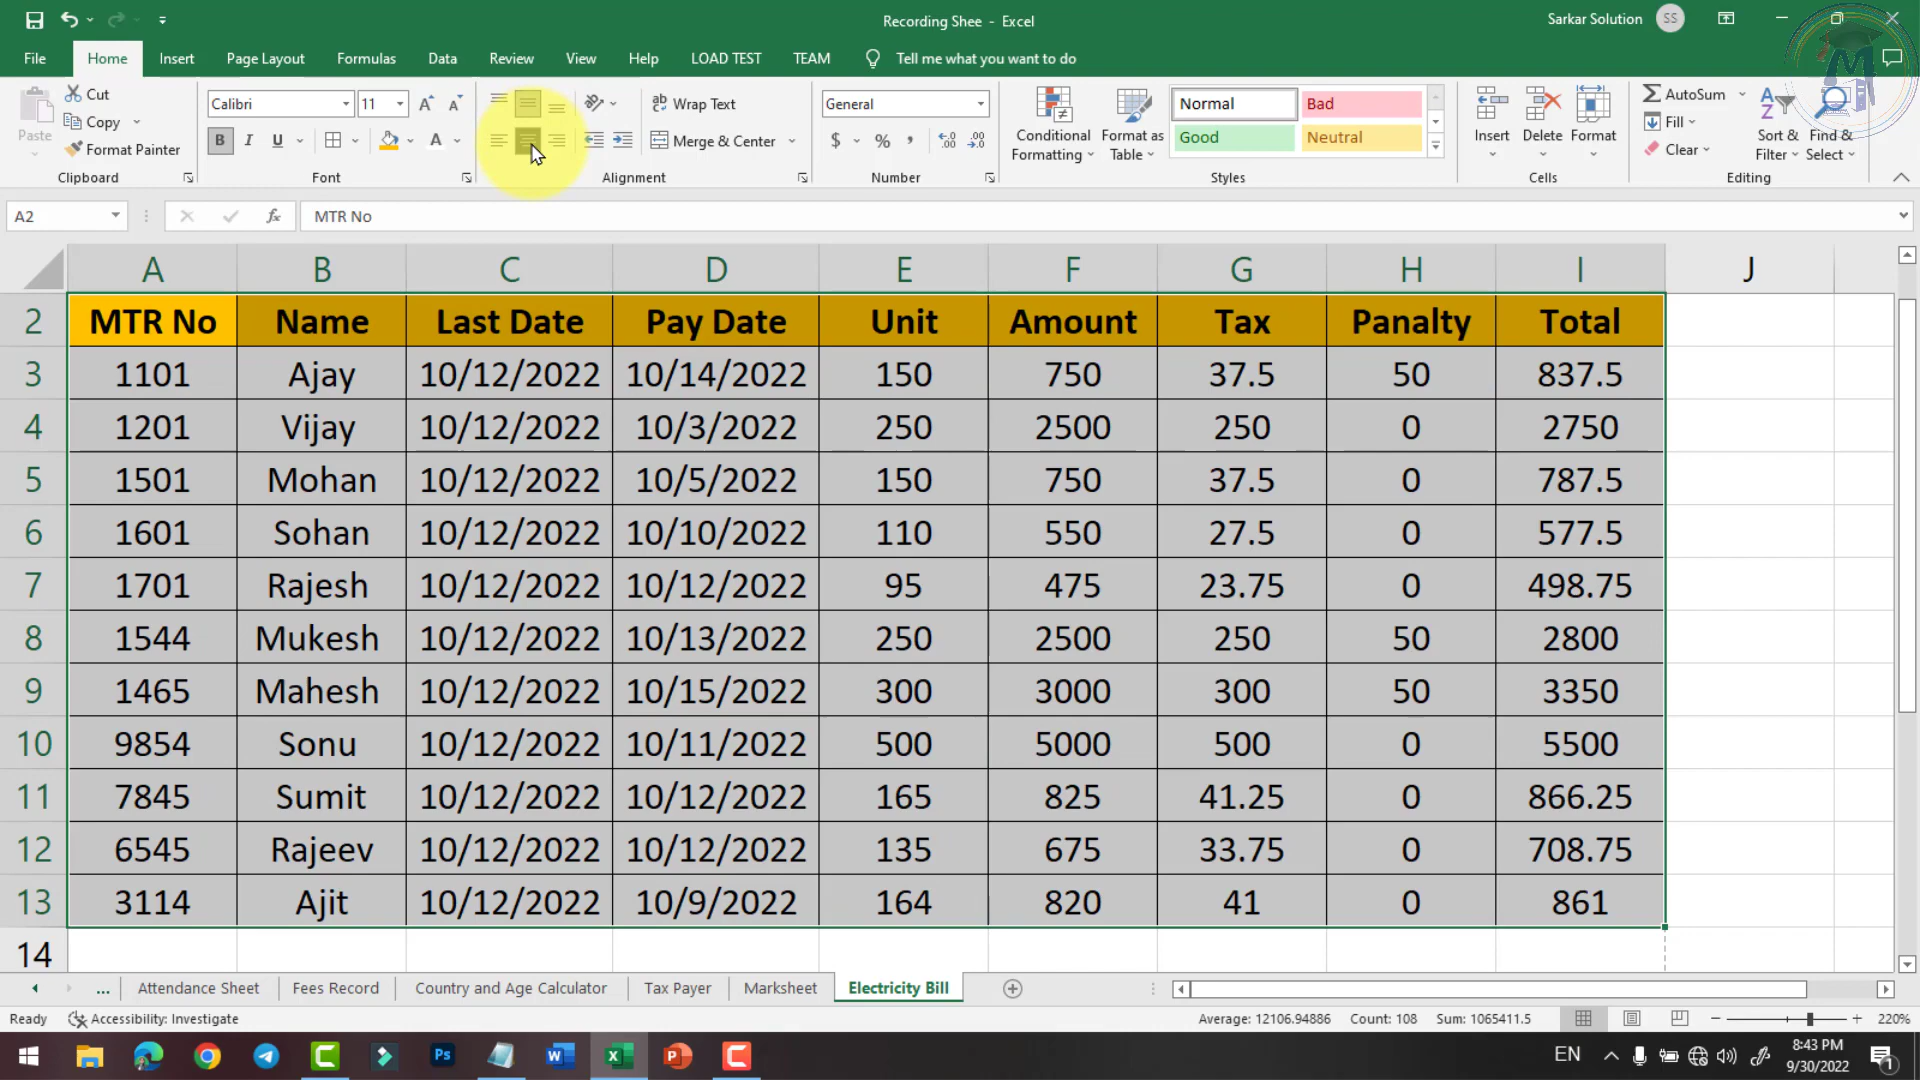 Recording Shee - Excel
Sarkar Solution SS
File Home Insert Page Layout Formulas Data Review View Help LOAD TEST TEAM Tell me what you want to do
Paste Cut
Copy
Format Painter
Clipboard
Calibri 11
B I U A
Font
Wrap Text
Merge & Center
Alignment
General
$ %
Number
Conditional Formatting
Format as Table
Normal Bad
Good Neutral
Styles
Insert Delete Format
Cells
AutoSum
Fill
Clear
Sort & Filter
Find & Select
Editing
A2 fx MTR No
A B C D E F G H I J
2 MTR No Name Last Date Pay Date Unit Amount Tax Panalty Total
3 1101 Ajay 10/12/2022 10/14/2022 150 750 37.5 50 837.5
4 1201 Vijay 10/12/2022 10/3/2022 250 2500 250 0 2750
5 1501 Mohan 10/12/2022 10/5/2022 150 750 37.5 0 787.5
6 1601 Sohan 10/12/2022 10/10/2022 110 550 27.5 0 577.5
7 1701 Rajesh 10/12/2022 10/12/2022 95 475 23.75 0 498.75
8 1544 Mukesh 10/12/2022 10/13/2022 250 2500 250 50 2800
9 1465 Mahesh 10/12/2022 10/15/2022 300 3000 300 50 3350
10 9854 Sonu 10/12/2022 10/11/2022 500 5000 500 0 5500
11 7845 Sumit 10/12/2022 10/12/2022 165 825 41.25 0 866.25
12 6545 Rajeev 10/12/2022 10/12/2022 135 675 33.75 0 708.75
13 3114 Ajit 10/12/2022 10/9/2022 164 820 41 0 861
14
... Attendance Sheet Fees Record Country and Age Calculator Tax Payer Marksheet Electricity Bill
Ready Accessibility: Investigate Average: 12106.94886 Count: 108 Sum: 1065411.5 220%
EN 8:43 PM
9/30/2022